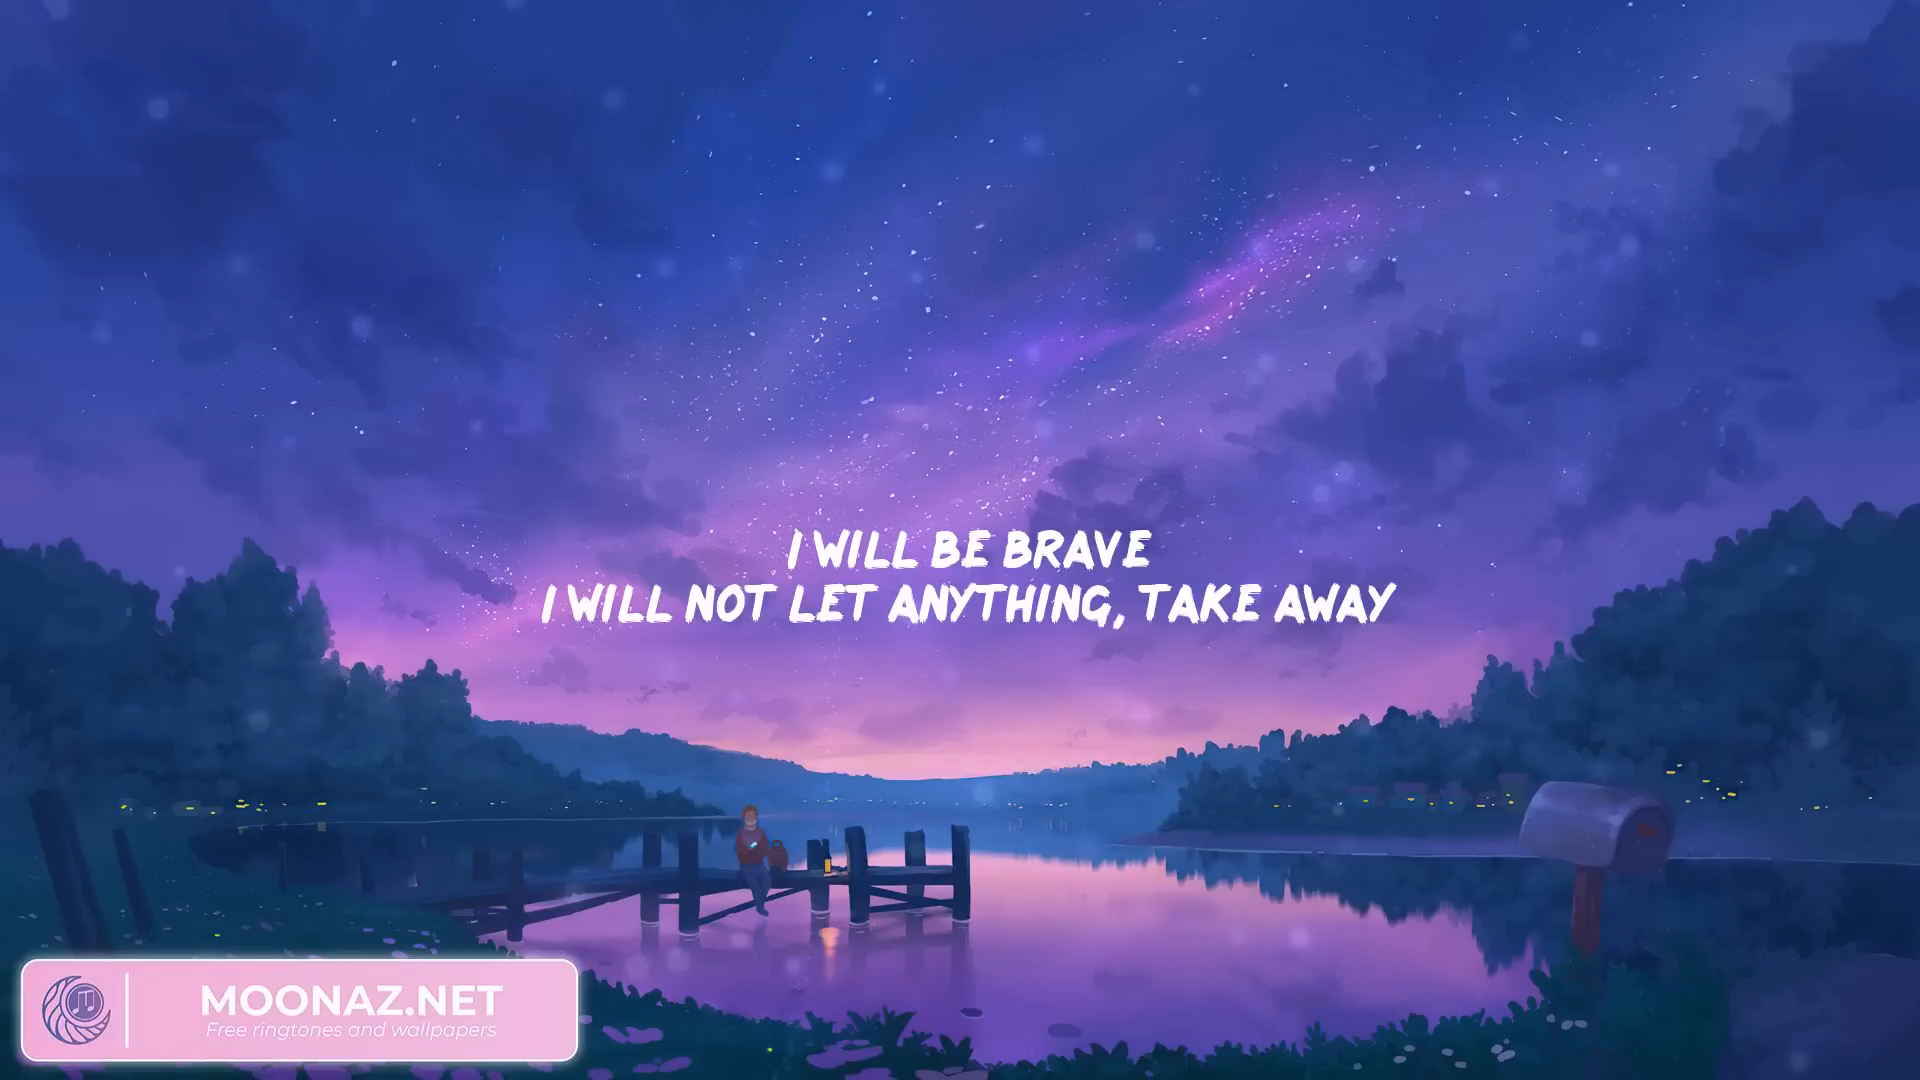 I WILL BE BRAVE
I WILL NOT LET ANYTHING, TAKE AWAY
MOONAZ.NET
Free ringtones and wallpapers